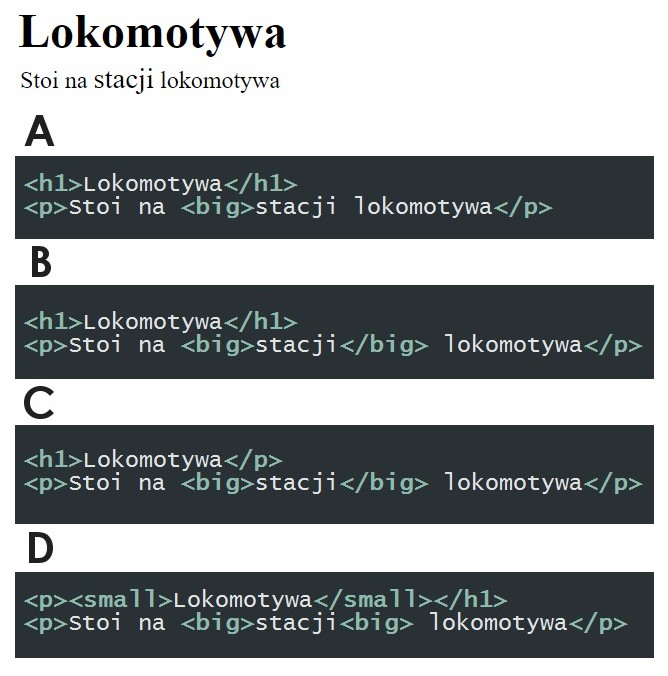 Lokomotywa
Stoi na stacji lokomotywa
A
<h1>Lokomotywa</h1>
<p>Stoi na <big>stacji lokomotywa</p>
B
<h1>Lokomotywa</h1>
<p>Stoi na <big>stacji</big> lokomotywa</p>
C
<h1>Lokomotywa</p>
<p>Stoi na <big>stacji</big> lokomotywa</p>
D
<p><small>Lokomotywa</small></h1>
<p>Stoi na <big>stacji<big> lokomotywa</p>